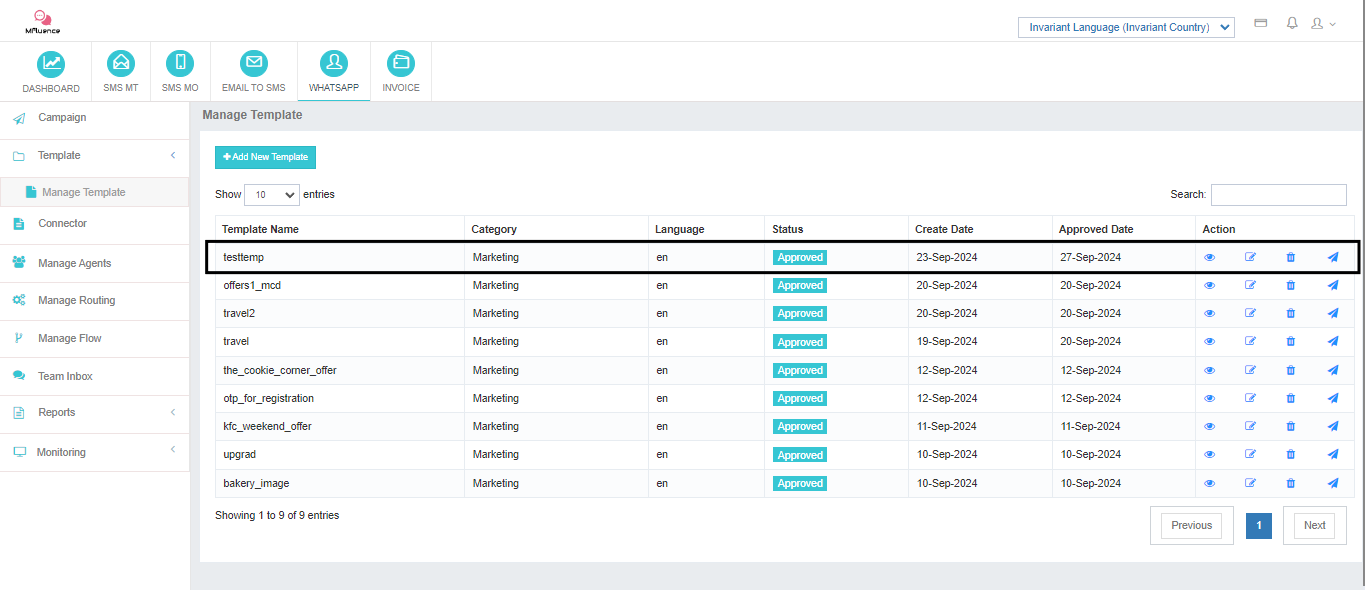 MFluence
Invariant Language (Invariant Country)
DASHBOARD
SMS MT
SMS MO
EMAIL TO SMS
WHATSAPP
INVOICE
Campaign
Template
Manage Template
Connector
Manage Agents
Manage Routing
Manage Flow
Team Inbox
Reports
Monitoring
Manage Template
+ Add New Template
Show 10 entries
Search:
Template Name Category Language Status Create Date Approved Date Action
testtemp Marketing en Approved 23-Sep-2024 27-Sep-2024
offers1_mcd Marketing en Approved 20-Sep-2024 20-Sep-2024
travel2 Marketing en Approved 20-Sep-2024 20-Sep-2024
travel Marketing en Approved 19-Sep-2024 20-Sep-2024
the_cookie_corner_offer Marketing en Approved 12-Sep-2024 12-Sep-2024
otp_for_registration Marketing en Approved 12-Sep-2024 12-Sep-2024
kfc_weekend_offer Marketing en Approved 11-Sep-2024 11-Sep-2024
upgrad Marketing en Approved 10-Sep-2024 10-Sep-2024
bakery_image Marketing en Approved 10-Sep-2024 10-Sep-2024
Showing 1 to 9 of 9 entries
Previous 1 Next